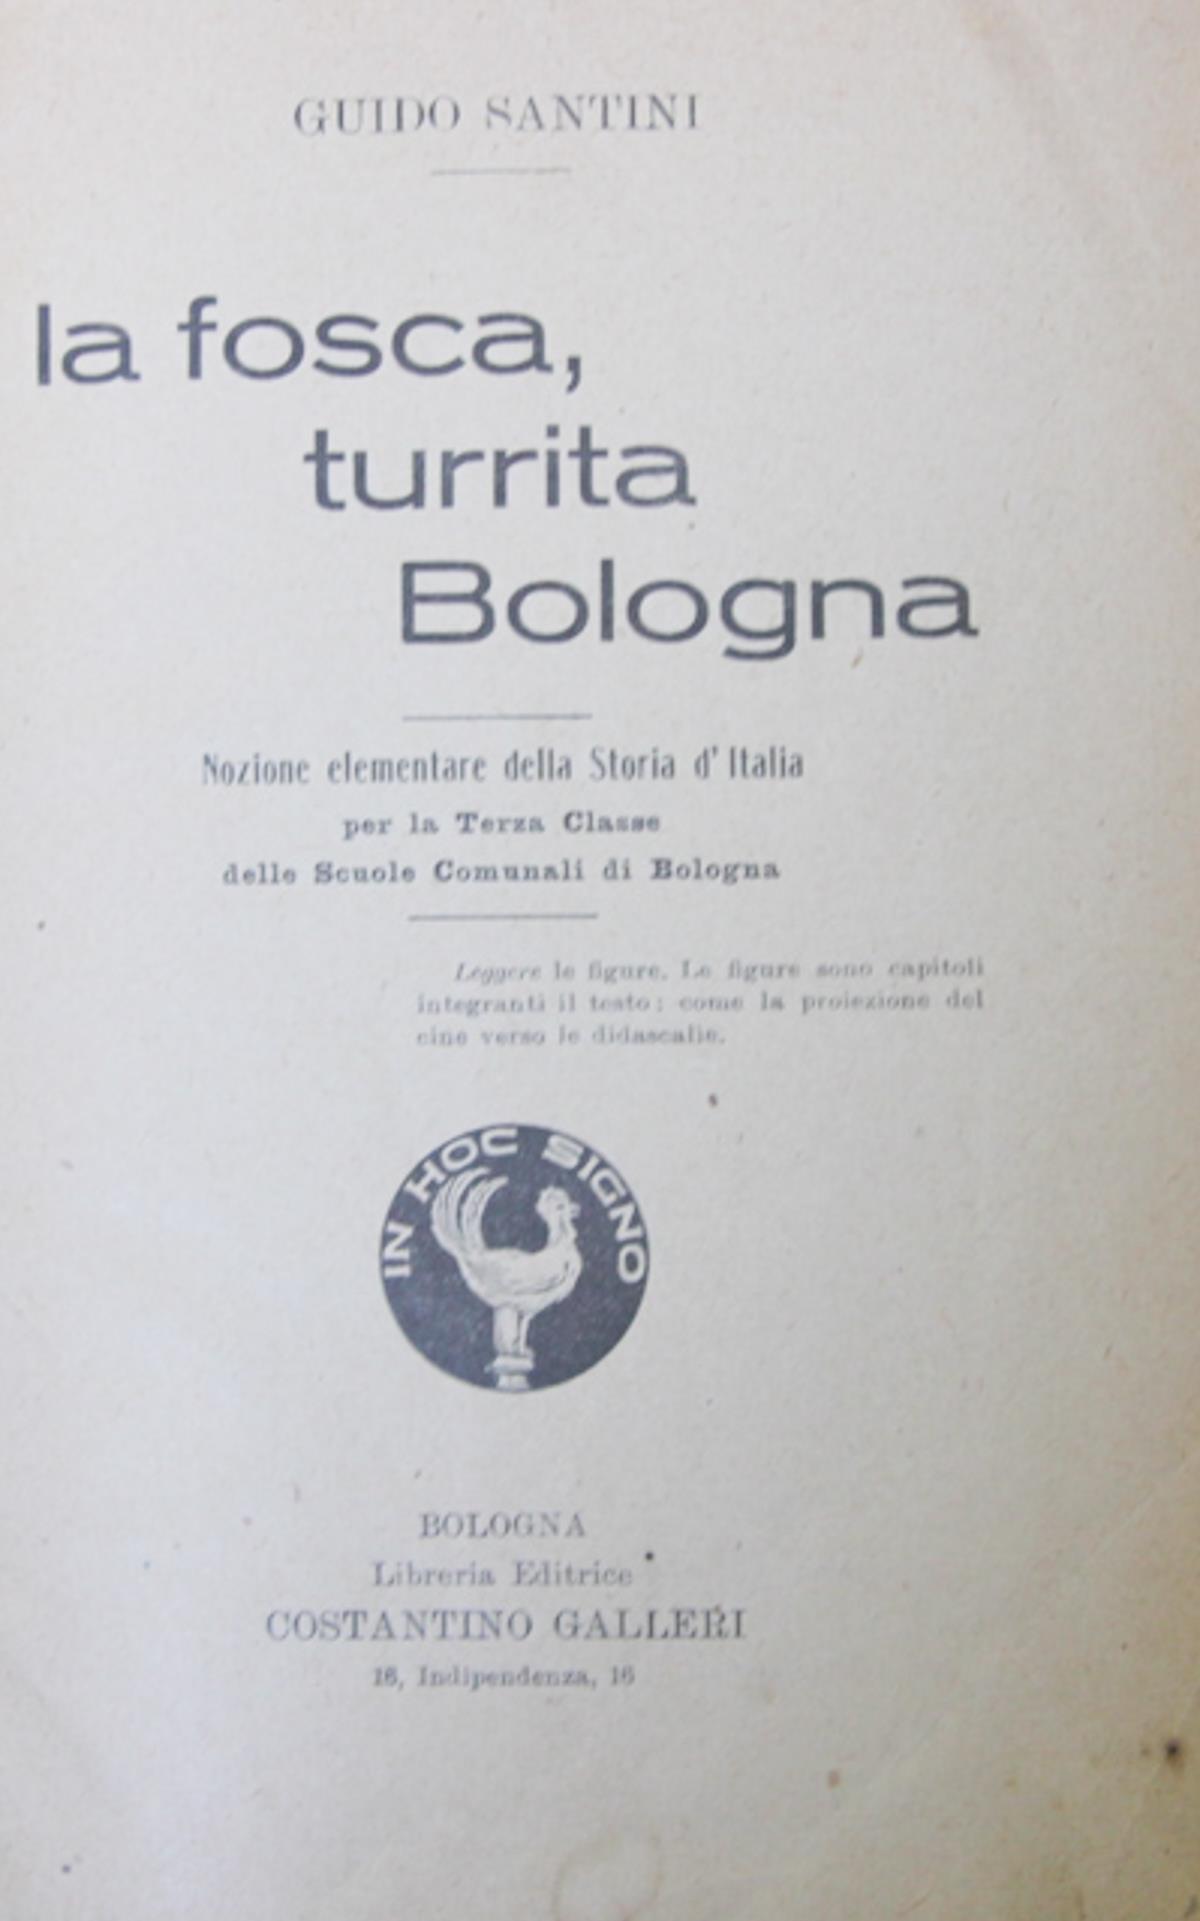 GUIDO SANTINI
la fosca,
turrita
Bologna
Nozione elementare della Storia d'Italia
per la Terza Classe
delle Scuole Comunali di Bologna
Leggere le figure. Le figure sono capitoli
integranti il testo; come la proiezione del
cine verso le didascalie.
IN HOC SIGNO
BOLOGNA
Libreria Editrice
COSTANTINO GALLERI
16, Indipendenza, 16